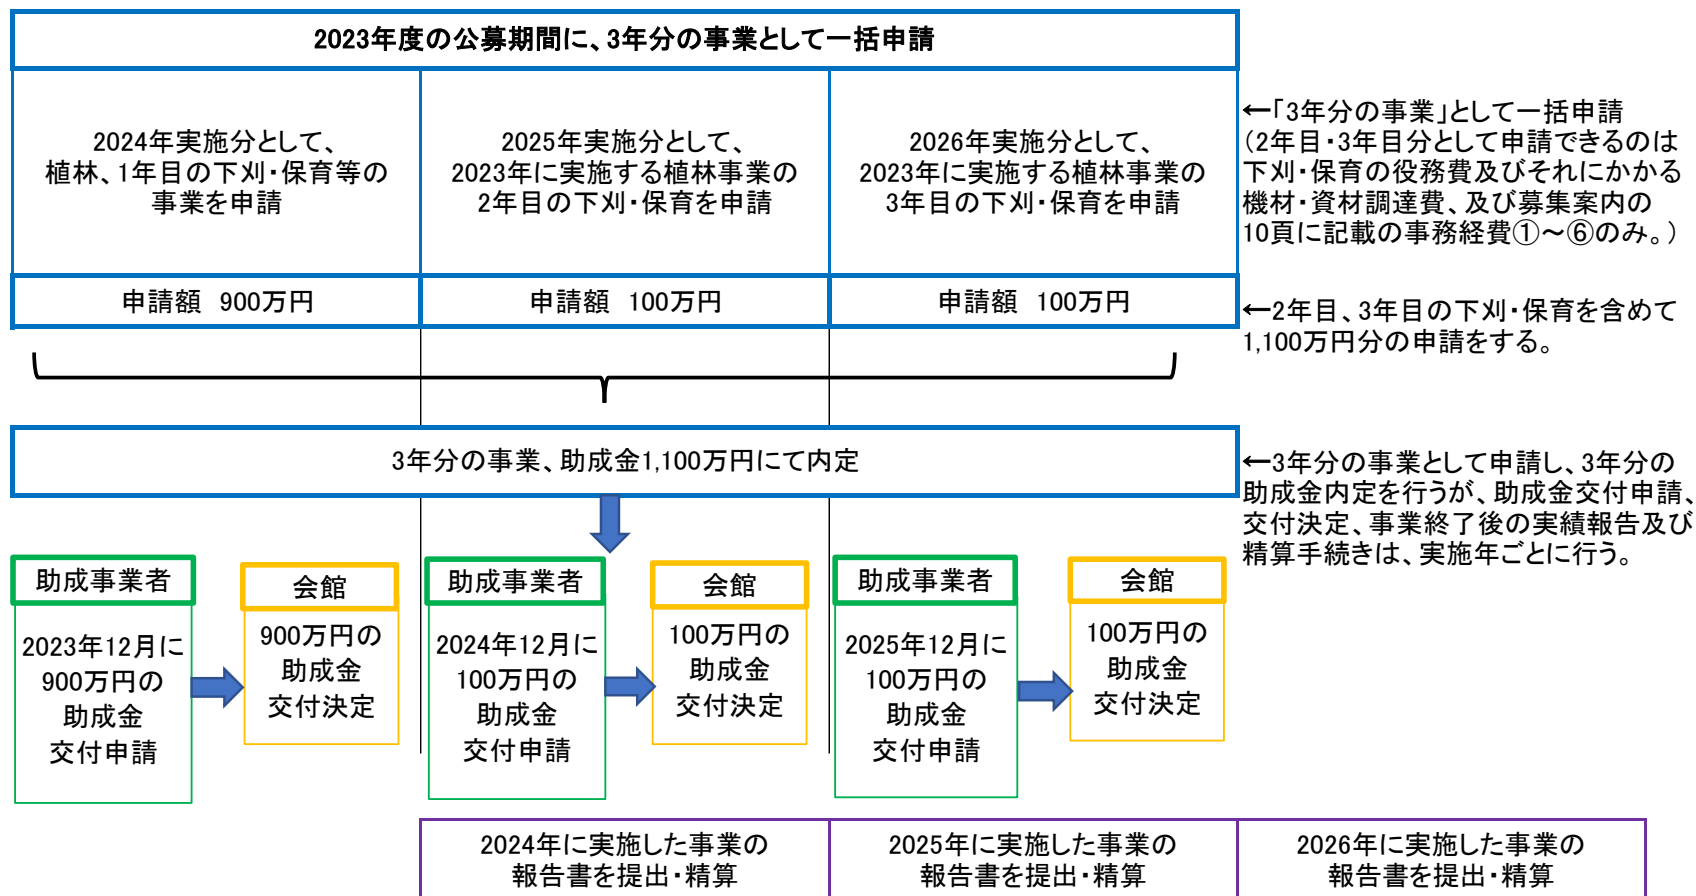 2023年度の公募期間に、3年分の事業として一括申請
2024年実施分として、
植林、1年目の下刈・保育等の
事業を申請
2025年実施分として、
2023年に実施する植林事業の
2年目の下刈・保育を申請
2026年実施分として、
2023年に実施する植林事業の
3年目の下刈・保育を申請
←「3年分の事業」として一括申請
（2年目・3年目分として申請できるのは
下刈・保育の役務費及びそれにかかる
機材・資材調達費、及び募集案内の
10頁に記載の事務経費①～⑥のみ。）
申請額 900万円
申請額 100万円
申請額 100万円
←2年目、3年目の下刈・保育を含めて
1,100万円分の申請をする。
3年分の事業、助成金1,100万円にて内定
←3年分の事業として申請し、3年分の
助成金内定を行うが、助成金交付申請、
交付決定、事業終了後の実績報告及び
精算手続きは、実施年ごとに行う。
助成事業者
2023年12月に
900万円の
助成金
交付申請
会館
900万円の
助成金
交付決定
助成事業者
2024年12月に
100万円の
助成金
交付申請
会館
100万円の
助成金
交付決定
助成事業者
2025年12月に
100万円の
助成金
交付申請
会館
100万円の
助成金
交付決定
2024年に実施した事業の
報告書を提出・精算
2025年に実施した事業の
報告書を提出・精算
2026年に実施した事業の
報告書を提出・精算